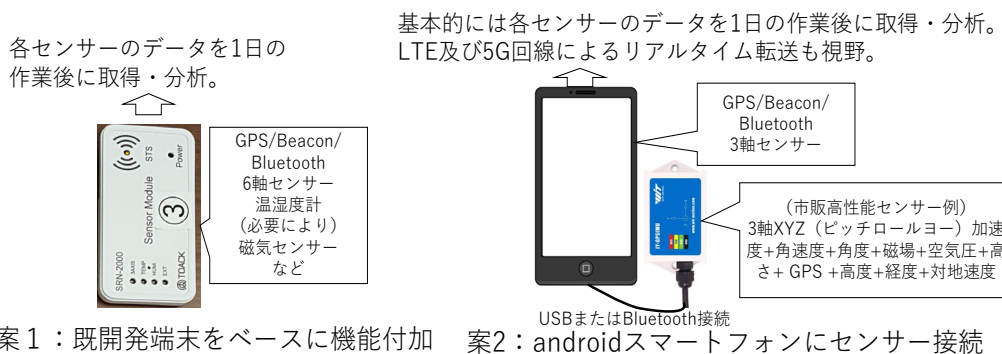 各センサーのデータを1日の
作業後に取得・分析。
GPS/Beacon/
Bluetooth
6軸センサー
温湿度計
(必要により)
磁気センサー
など
STS
Power
Sensor Module
3
SRN-2000
3AXIS
TEMP
HUMI
EXT
TOACK
案１：既開発端末をベースに機能付加
基本的には各センサーのデータを1日の作業後に取得・分析。
LTE及び5G回線によるリアルタイム転送も視野。
GPS/Beacon/
Bluetooth
3軸センサー
(市販高性能センサー例)
3軸XYZ（ピッチロールヨー）加速
度+角速度+角度+磁場+空気圧+高
さ+ GPS +高度+経度+対地速度
USBまたはBluetooth接続
案2：androidスマートフォンにセンサー接続